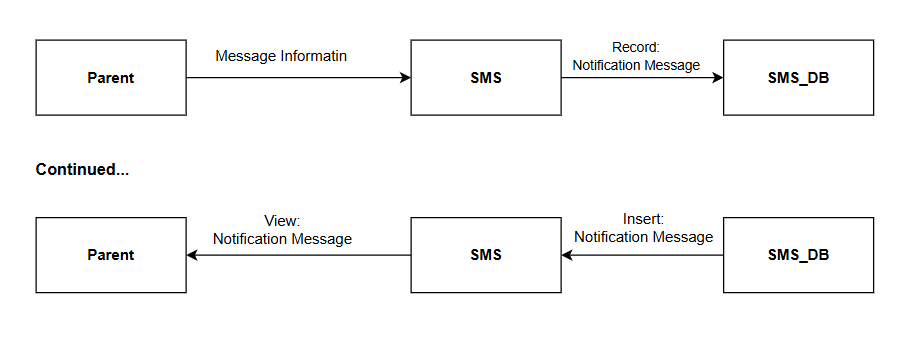 Parent
Message Informatin
SMS
Record:
Notification Message
SMS_DB
Continued...
Parent
View:
Notification Message
SMS
Insert:
Notification Message
SMS_DB